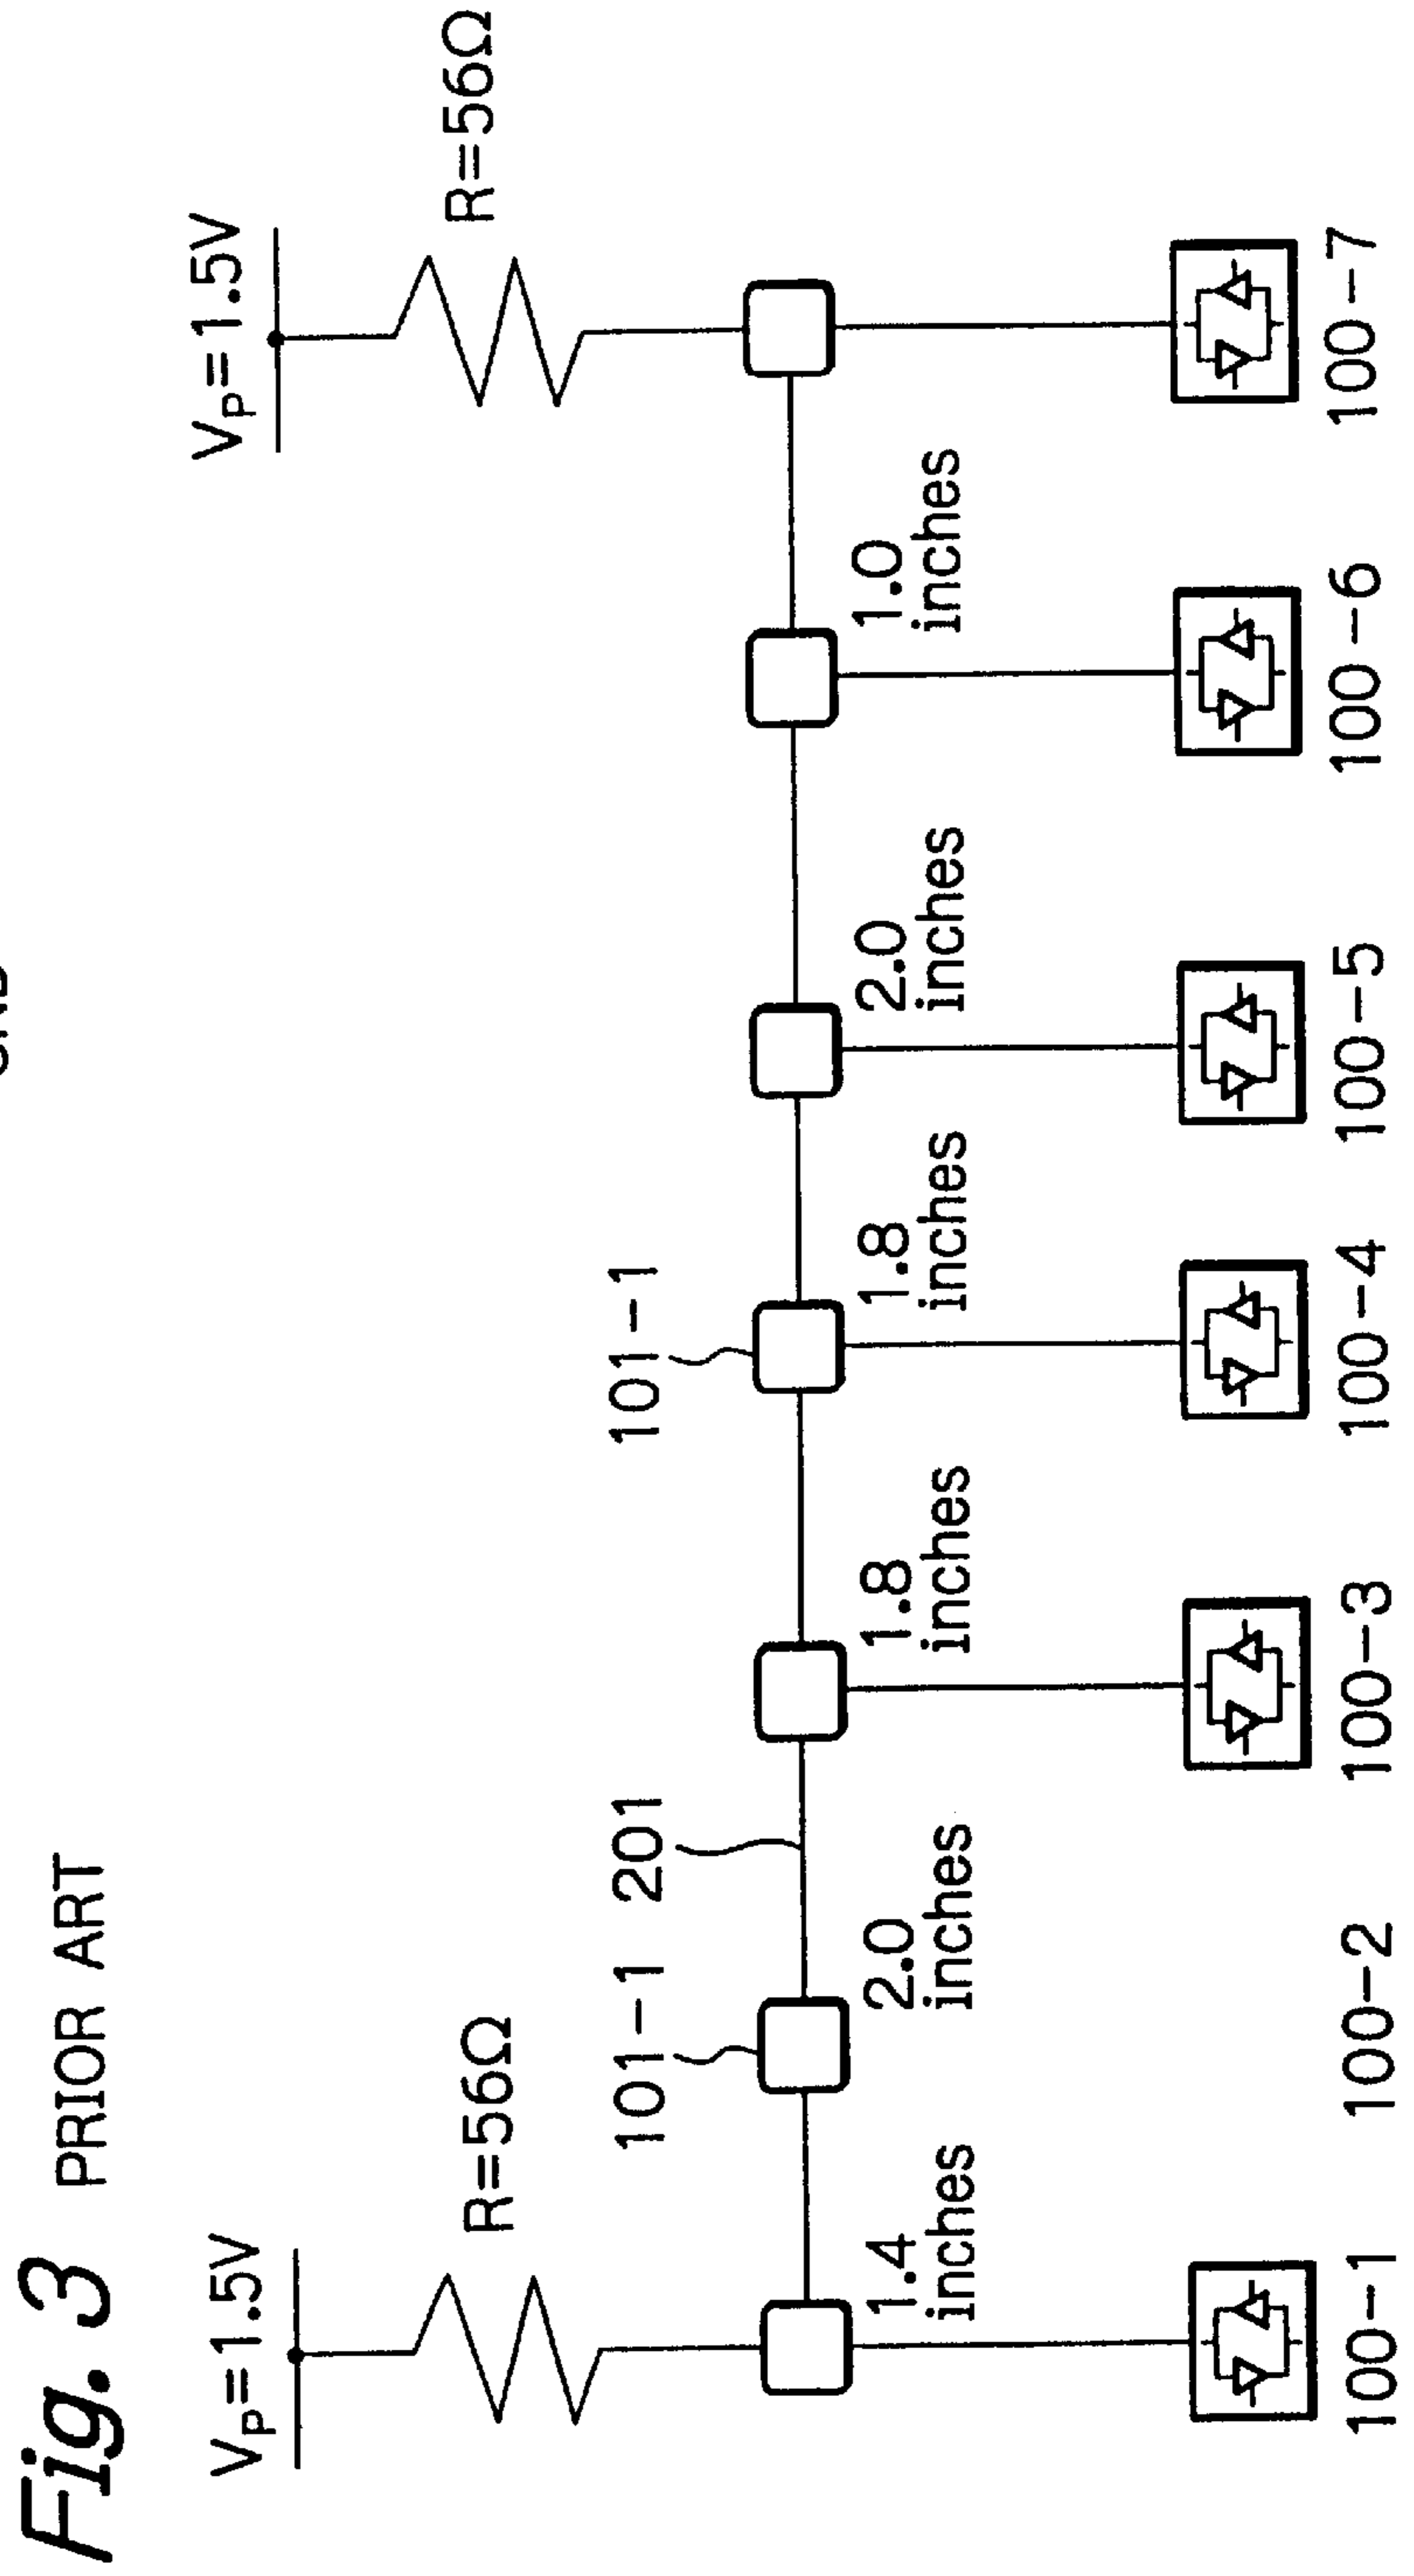 Fig. 3 PRIOR ART
VP=1.5V
R=56Ω
VP=1.5V
R=56Ω
101-1
201
101-1
1.4
inches
2.0
inches
1.8
inches
1.8
inches
2.0
inches
1.0
inches
100-1
100-2
100-3
100-4
100-5
100-6
100-7